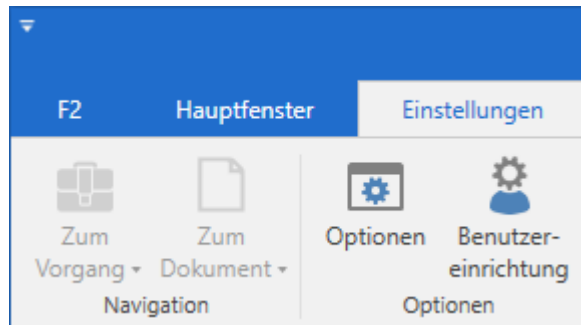 F2 Hauptfenster Einstellungen
Zum Zum Optionen Benutzer-
Vorgang Dokument einrichtung
Navigation Optionen